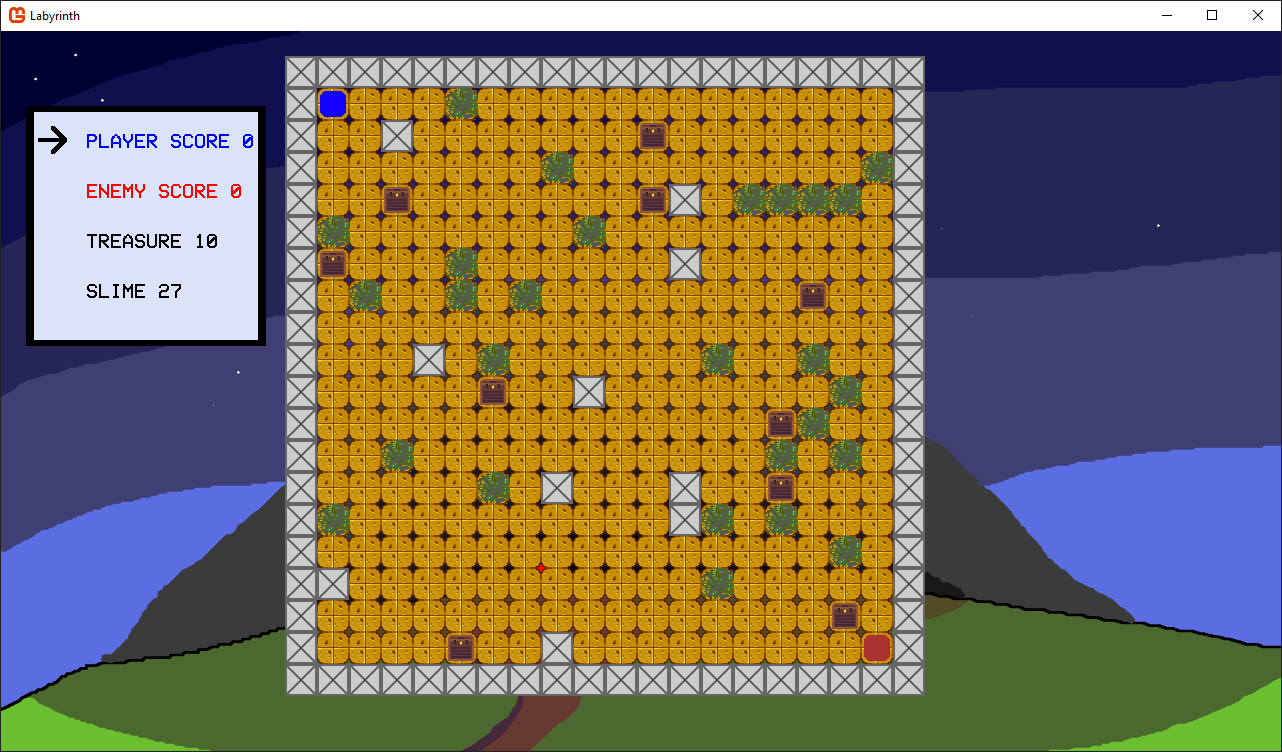 Labyrinth
PLAYER SCORE 0
ENEMY SCORE 0
TREASURE 10
SLIME 27